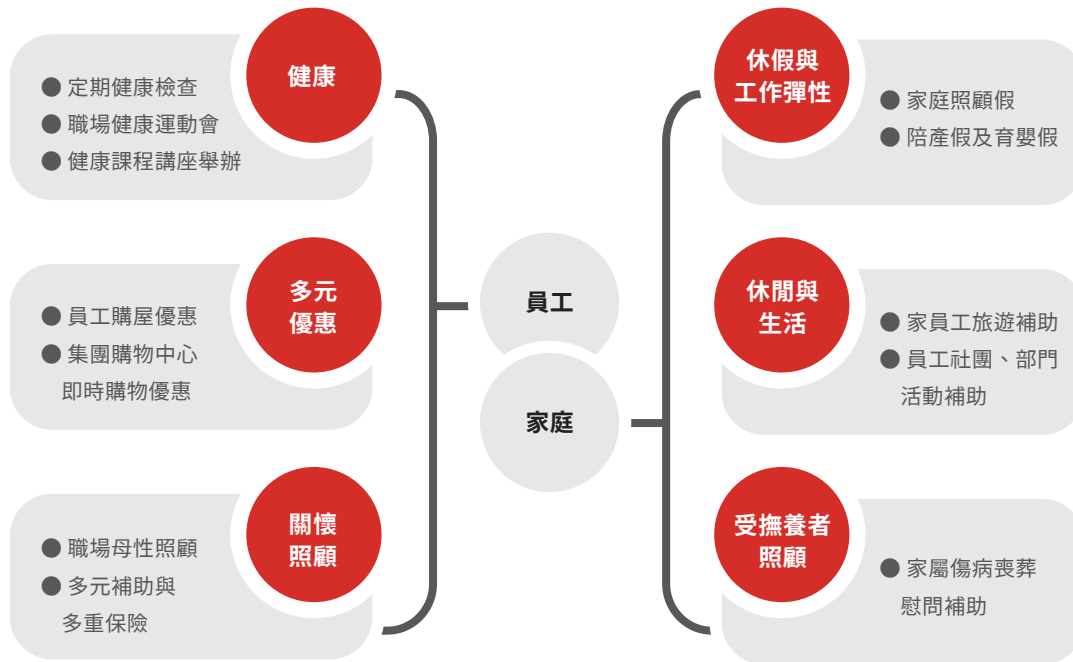 健康
● 定期健康檢查
● 職場健康運動會
● 健康課程講座舉辦
多元
優惠
● 員工購屋優惠
● 集團購物中心
即時購物優惠
關懷
照顧
● 職場母性照顧
● 多元補助與
多重保險
員工
家庭
休假與
工作彈性
● 家庭照顧假
● 陪產假及育嬰假
休閒與
生活
● 家員工旅遊補助
● 員工社團、部門
活動補助
受撫養者
照顧
● 家屬傷病喪葬
慰問補助